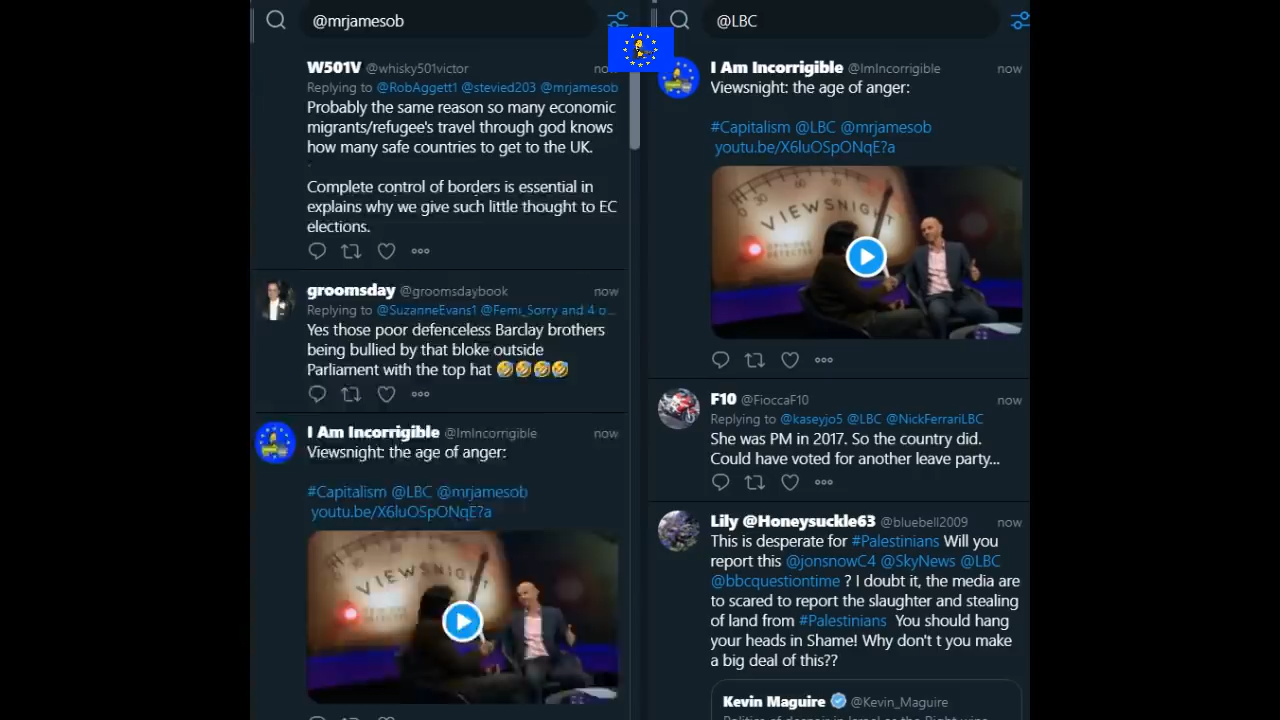 @mrjamesob
W501V @whisky501victor now
Replying to @RobAggett1 @stevied203 @mrjamesob
Probably the same reason so many economic
migrants/refugee's travel through god knows
how many safe countries to get to the UK.
Complete control of borders is essential in
explains why we give such little thought to EC
elections.
groomsday @groomsdaybook now
Replying to @SuzanneEvans1 @Femi_Sorry and 4 o...
Yes those poor defenceless Barclay brothers
being bullied by that bloke outside
Parliament with the top hat 🤣🤣🤣🤣
I Am Incorrigible @ImIncorrigible now
Viewsnight: the age of anger:
#Capitalism @LBC @mrjamesob
youtu.be/X6luOSpONqE?a
VIEWSNIGHT
@LBC
I Am Incorrigible @ImIncorrigible now
Viewsnight: the age of anger:
#Capitalism @LBC @mrjamesob
youtu.be/X6luOSpONqE?a
VIEWSNIGHT
OPINIONS
DETECTED
F10 @FioccaF10 now
Replying to @kaseyjo5 @LBC @NickFerrariLBC
She was PM in 2017. So the country did.
Could have voted for another leave party...
Lily @Honeysuckle63 @bluebell2009 now
This is desperate for #Palestinians Will you
report this @jonsnowC4 @SkyNews @LBC
@bbcquestiontime ? I doubt it, the media are
to scared to report the slaughter and stealing
of land from #Palestinians You should hang
your heads in Shame! Why don't t you make
a big deal of this??
Kevin Maguire @Kevin_Maguire